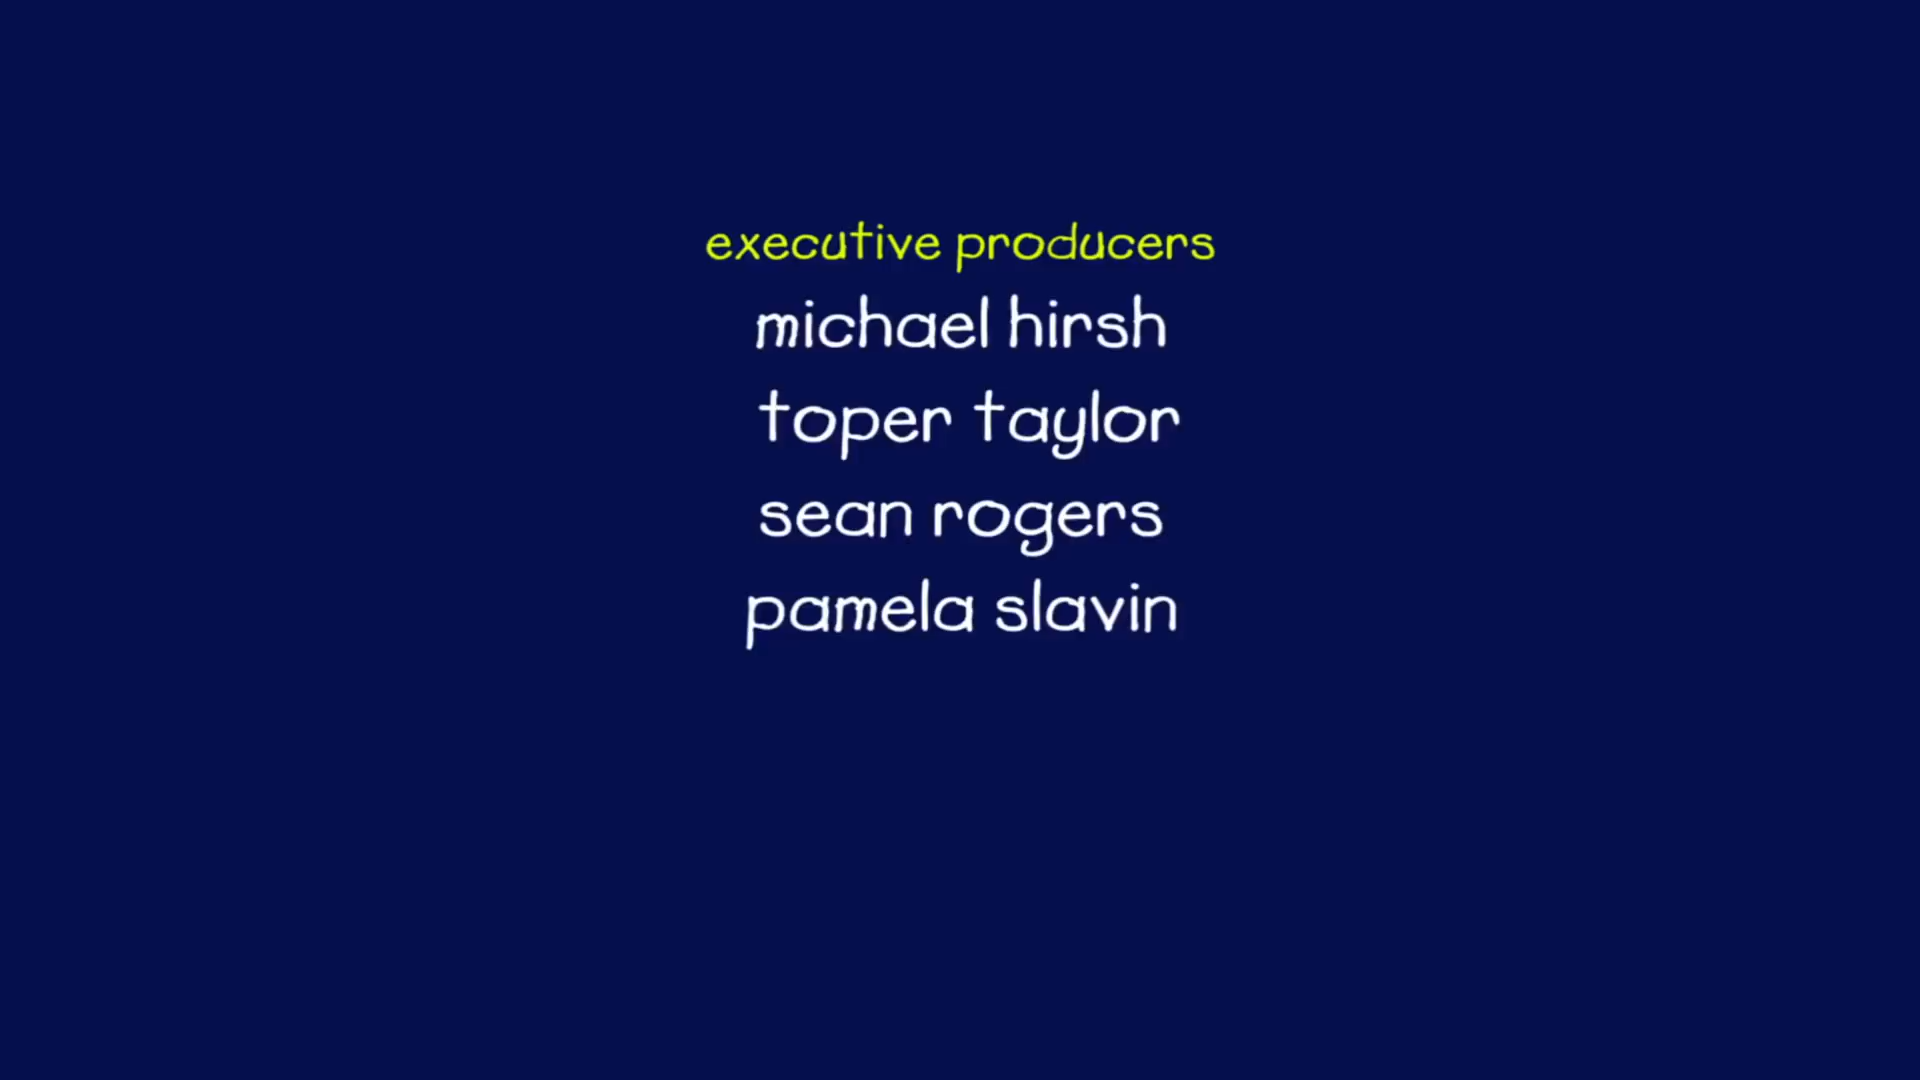 executive producers
michael hirsh
toper taylor
sean rogers
pamela slavin